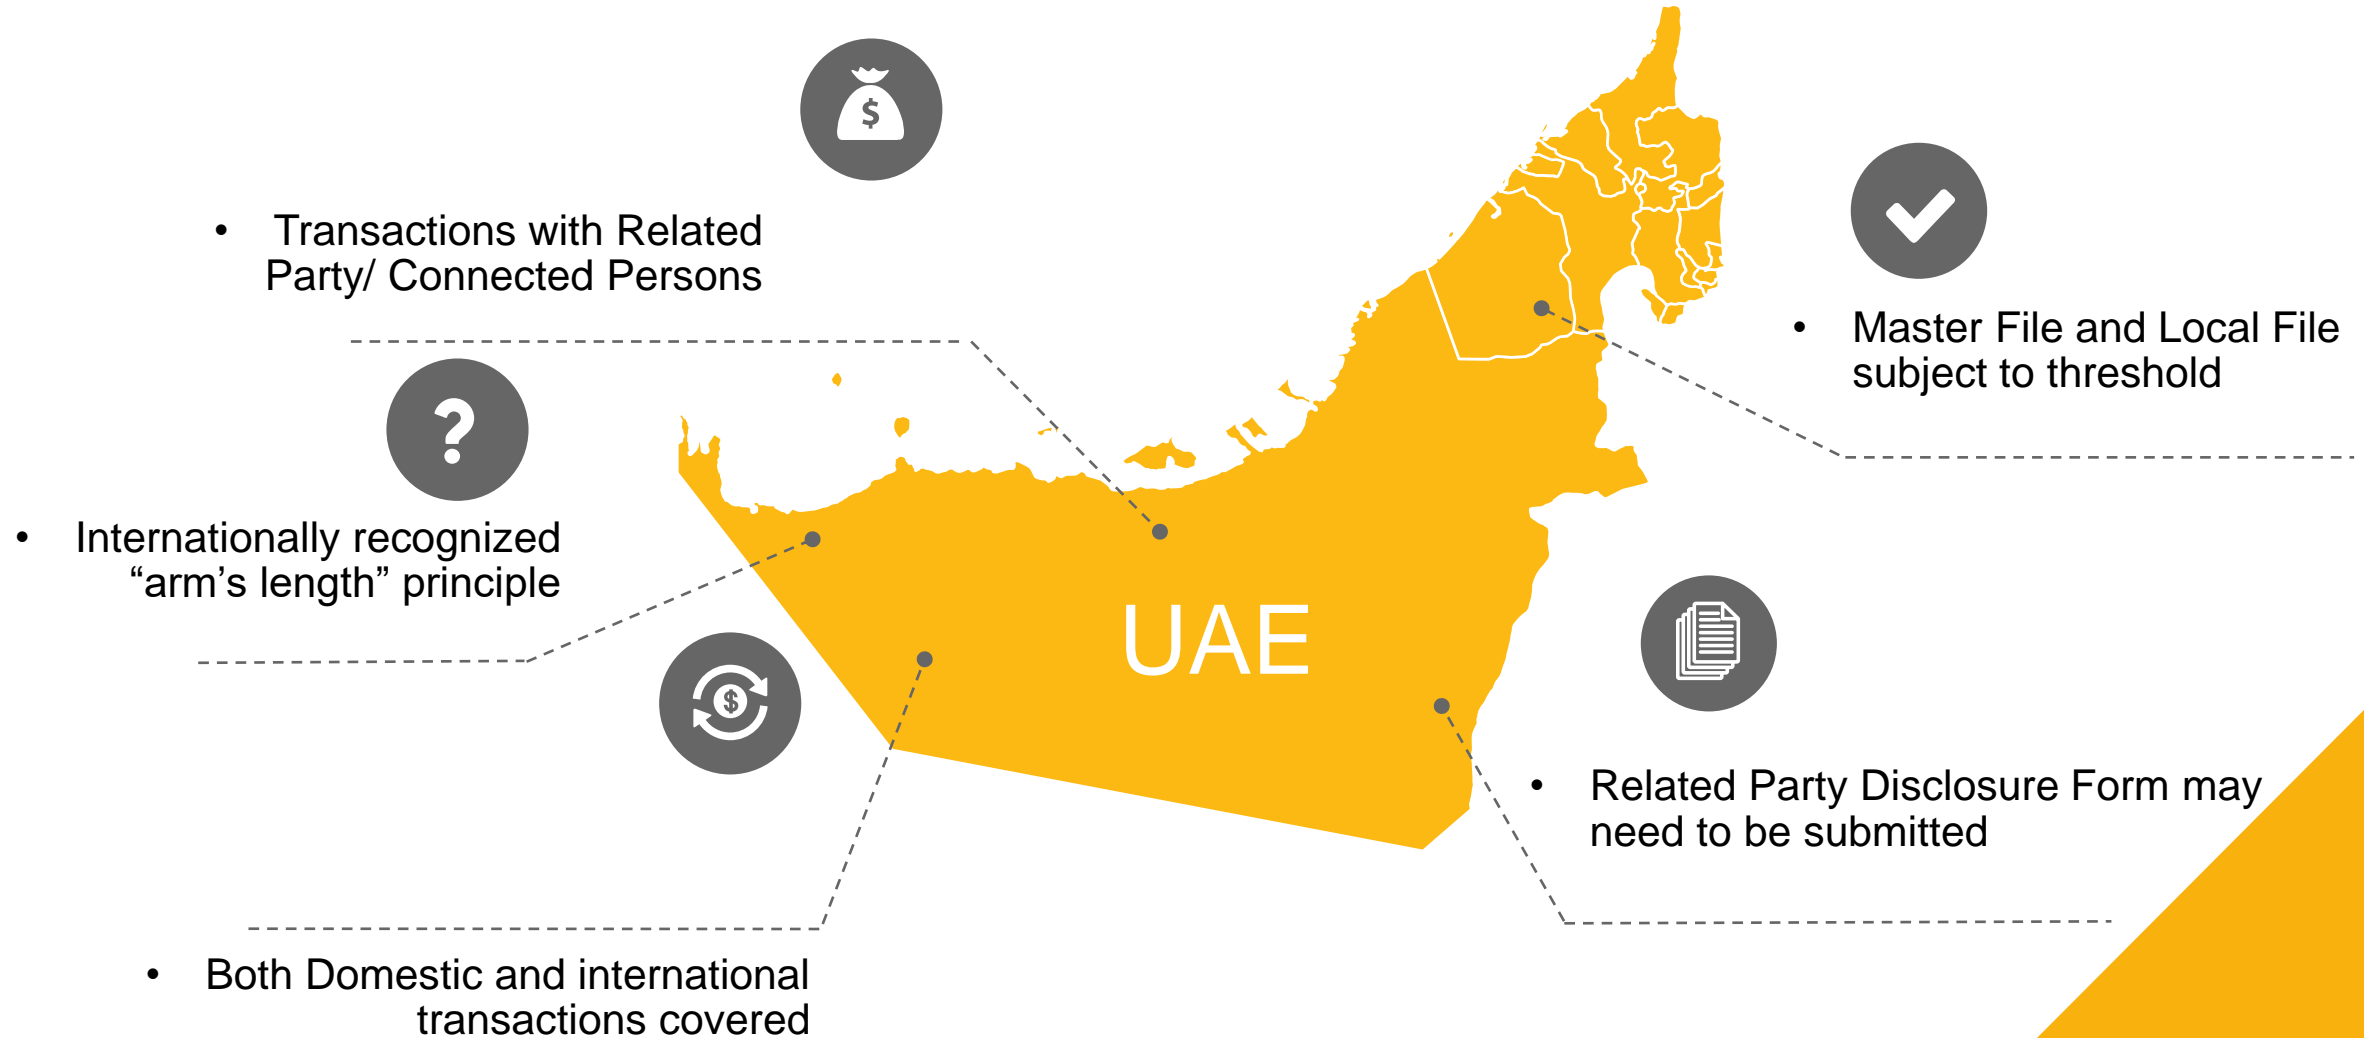 • Transactions with Related
Party/ Connected Persons
• Master File and Local File
subject to threshold
• Internationally recognized
“arm’s length” principle
UAE
• Related Party Disclosure Form may
need to be submitted
• Both Domestic and international
transactions covered